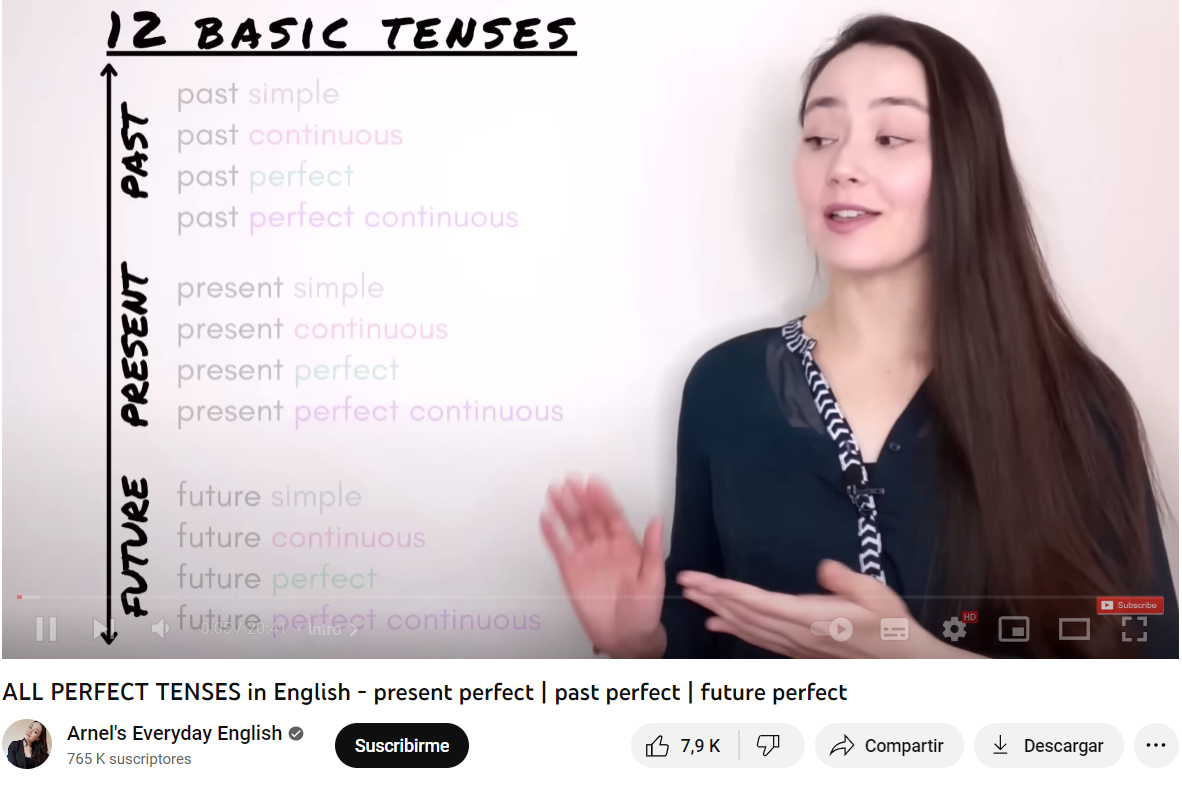 12 BASIC TENSES
PAST
past simple
past continuous
past perfect
past perfect continuous
PRESENT
present simple
present continuous
present perfect
present perfect continuous
FUTURE
future simple
future continuous
future perfect
future perfect continuous
Subscribe
0:05 / 20:41 • Intro
HD
ALL PERFECT TENSES in English - present perfect | past perfect | future perfect
Arnel's Everyday English
765 K suscriptores
Suscribirme
7,9 K
Compartir
Descargar